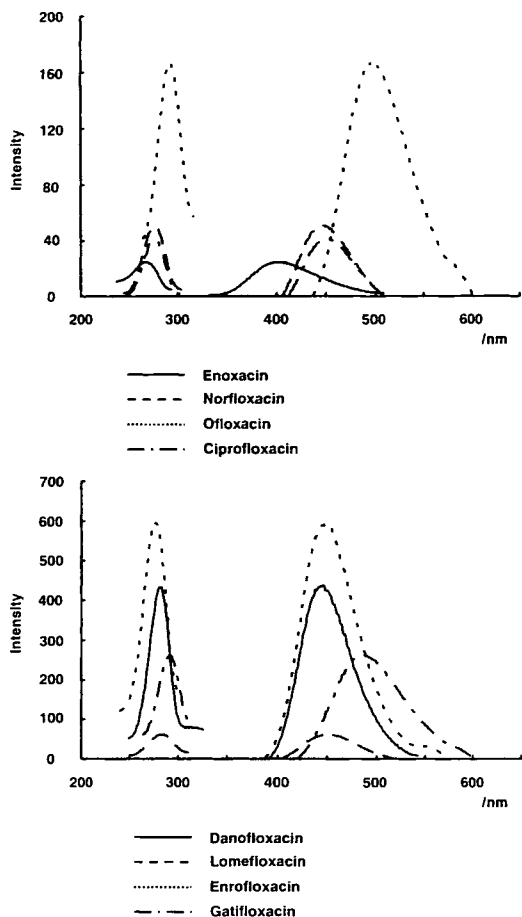 200
160
120
80
40
0
Intensity
200 300 400 500 600
/nm
Enoxacin
Norfloxacin
Ofloxacin
Ciprofloxacin
700
600
500
400
300
200
100
0
Intensity
200 300 400 500 600
/nm
Danofloxacin
Lomefloxacin
Enrofloxacin
Gatifloxacin